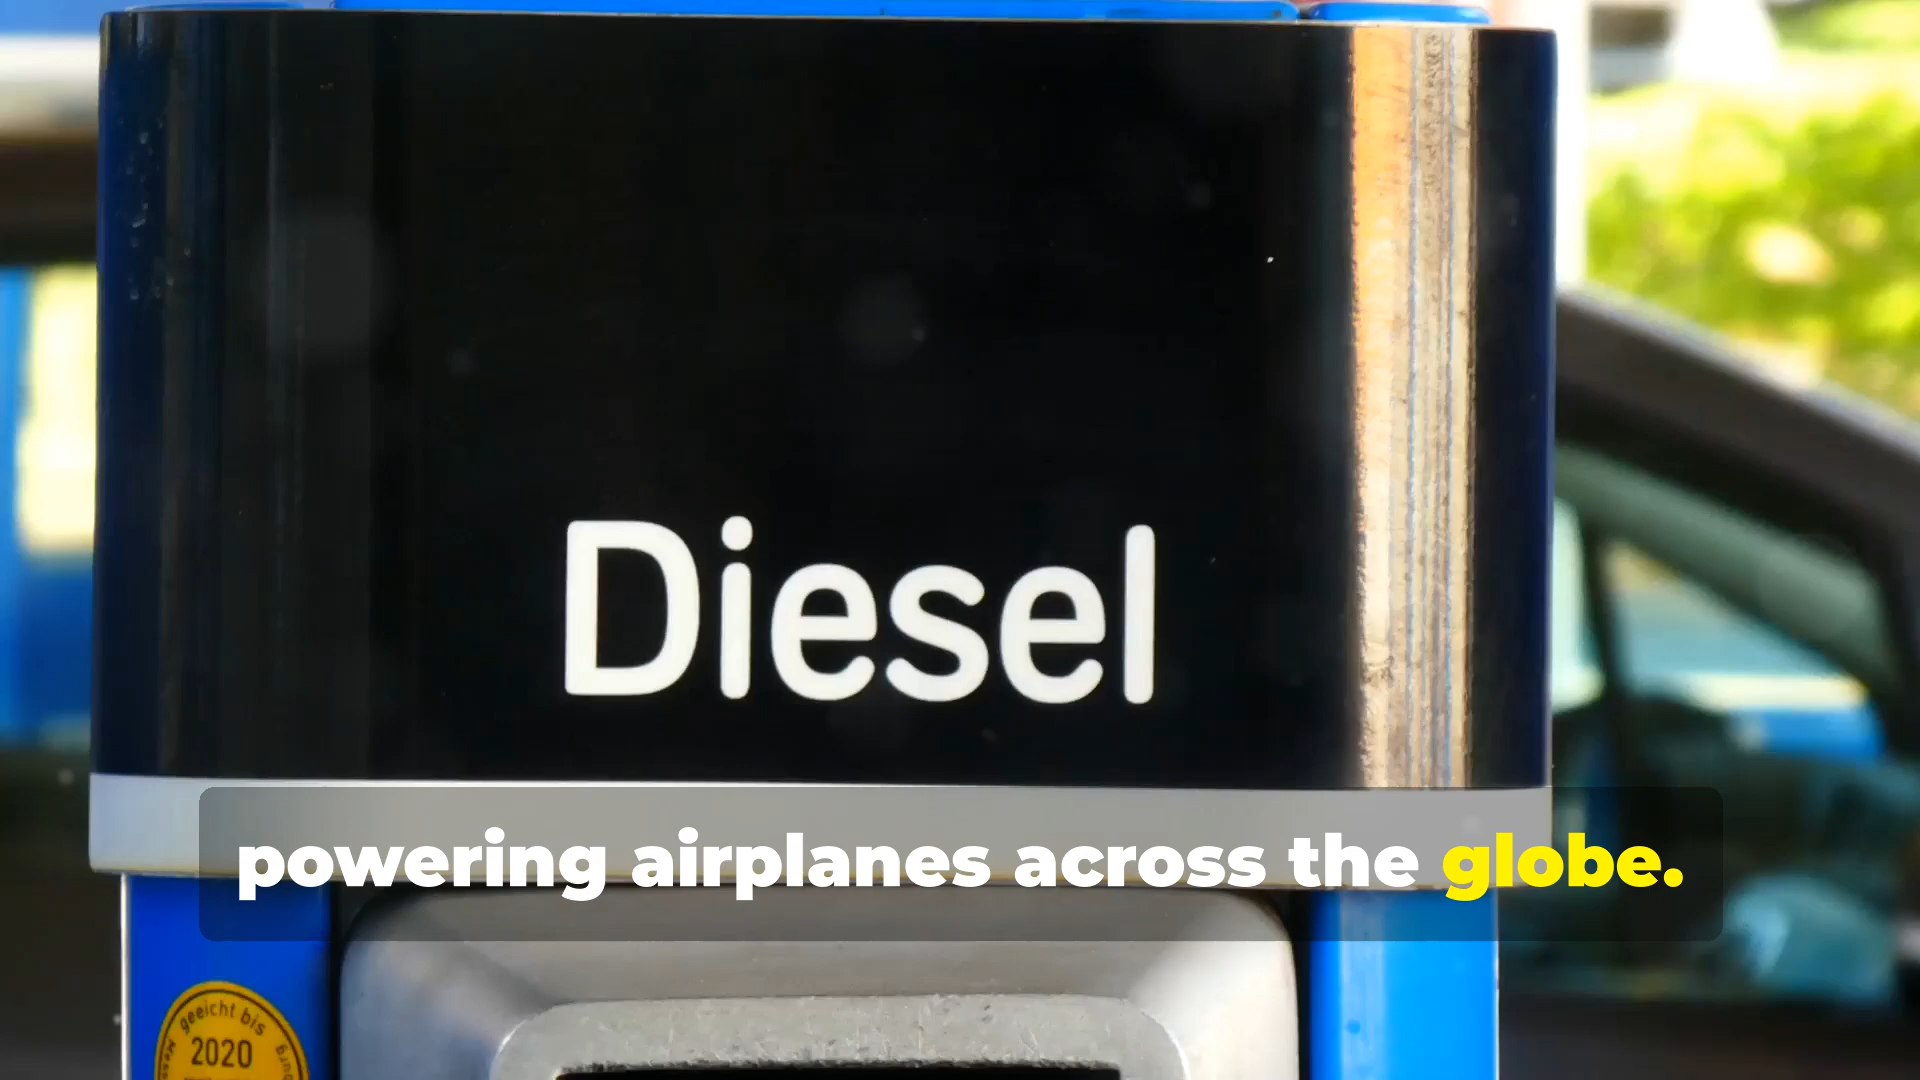 Diesel
powering airplanes across the globe.
geeicht bis
2020